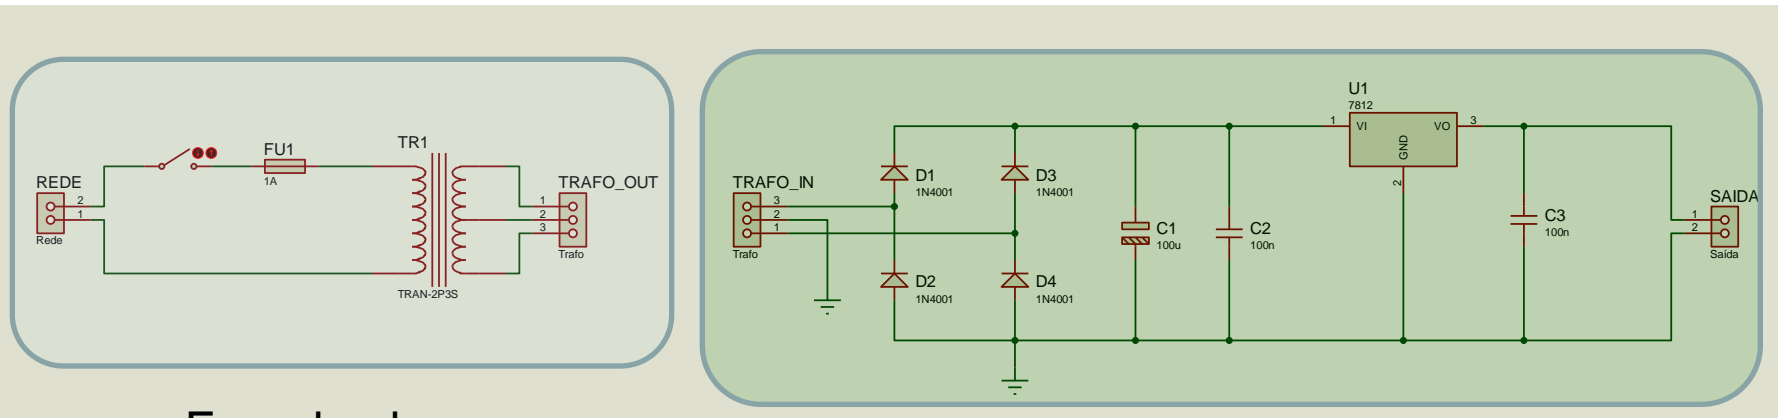 REDE
2
1
Rede
FU1
1A
TR1
TRAN-2P3S
TRAFO_OUT
1
2
3
Trafo
TRAFO_IN
3
2
1
Trafo
D1
1N4001
D3
1N4001
D2
1N4001
D4
1N4001
C1
100u
C2
100n
U1
7812
1
VI
VO
3
GND
2
C3
100n
SAIDA
1
2
Saída